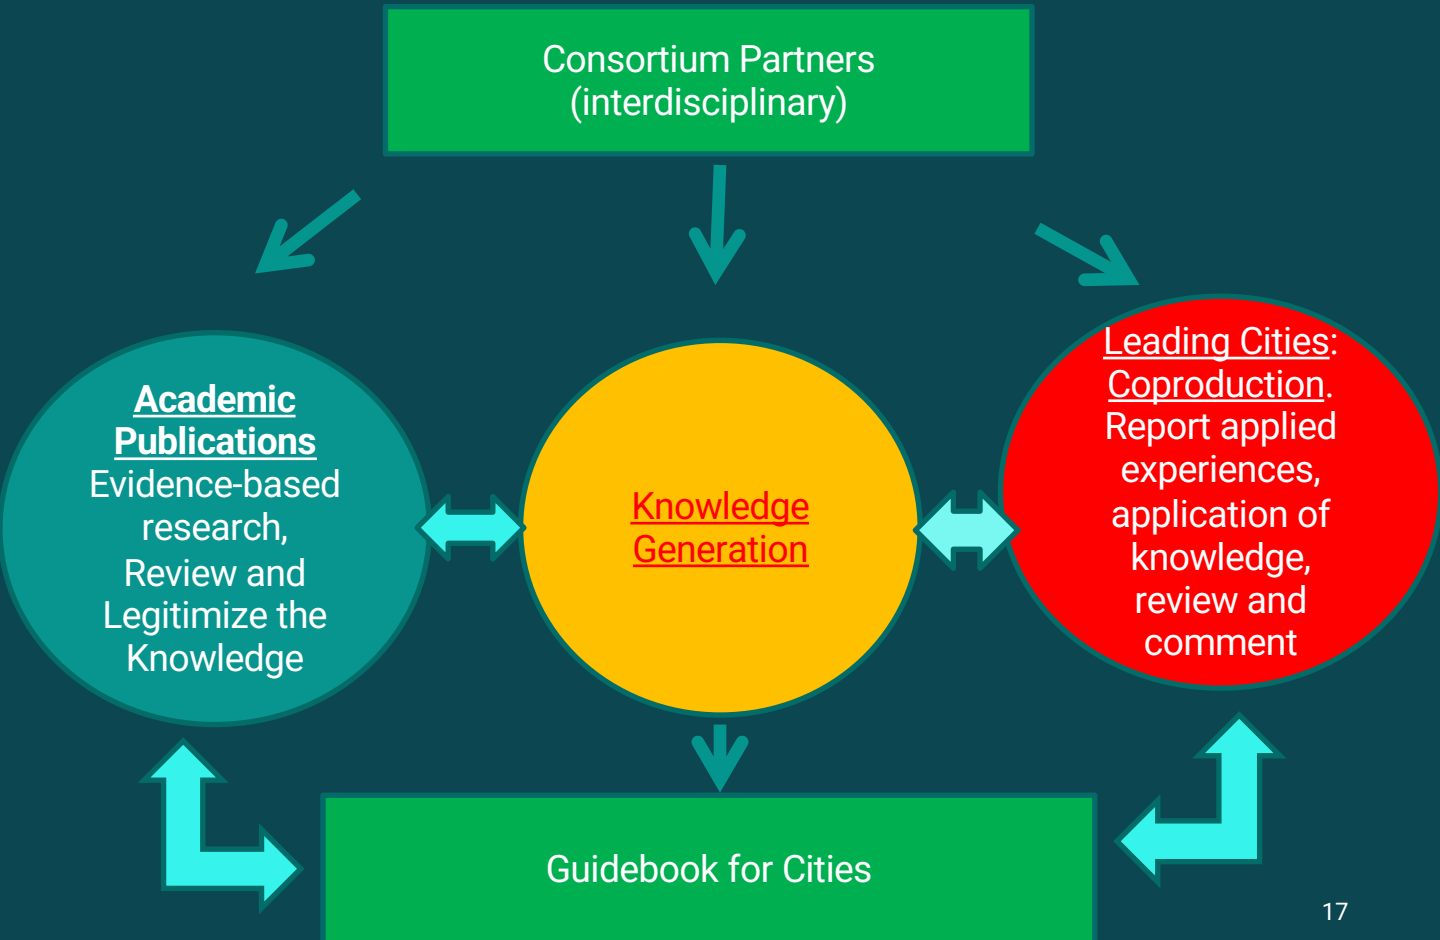 Consortium Partners
(interdisciplinary)
Academic
Publications
Evidence-based
research,
Review and
Legitimize the
Knowledge
Knowledge
Generation
Leading Cities:
Coproduction.
Report applied
experiences,
application of
knowledge,
review and
comment
Guidebook for Cities
17